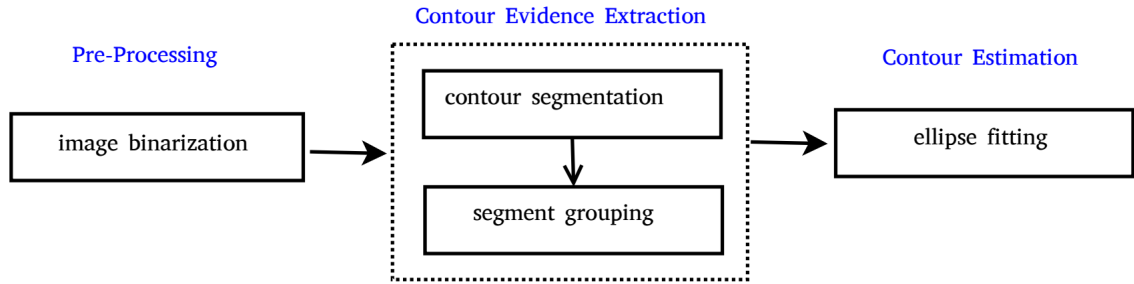 Pre-Processing
image binarization
Contour Evidence Extraction
contour segmentation
segment grouping
Contour Estimation
ellipse fitting